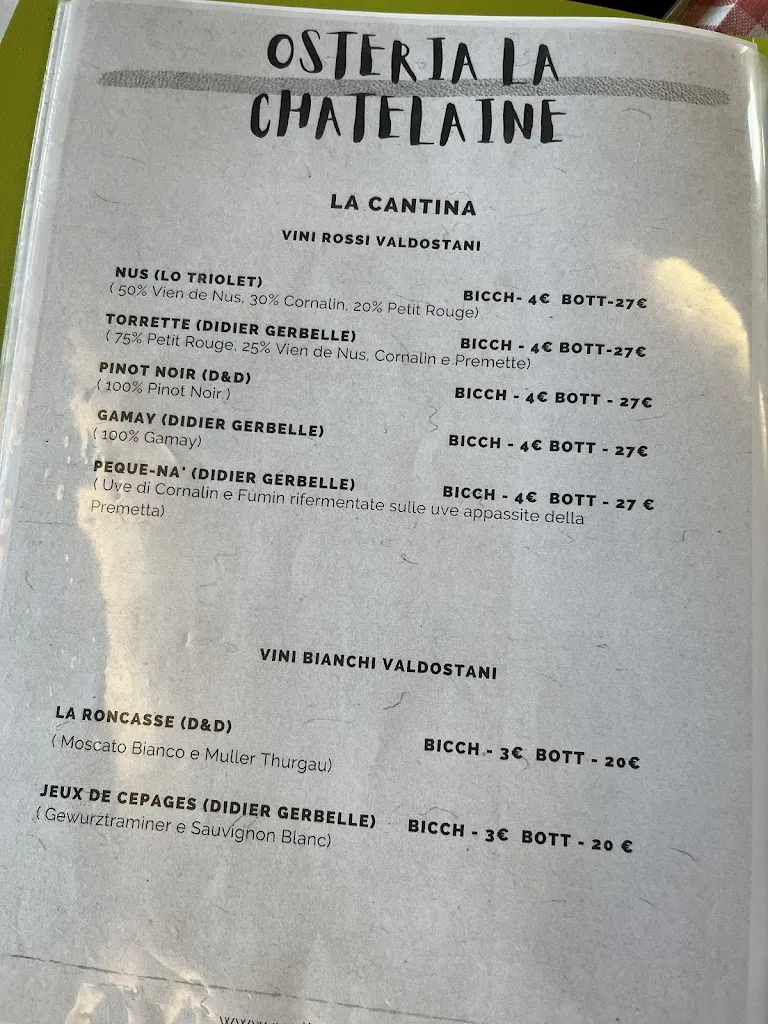 OSTERIA LA
CHATELAINE
LA CANTINA
VINI ROSSI VALDOSTANI
NUS (LO TRIOLET) BICCH- 4€ BOTT-27€
( 50% Vien de Nus, 30% Cornalin, 20% Petit Rouge)
TORRETTE (DIDIER GERBELLE) BICCH - 4€ BOTT-27€
( 75% Petit Rouge, 25% Vien de Nus, Cornalin e Premette)
PINOT NOIR (D&D) BICCH - 4€ BOTT - 27€
( 100% Pinot Noir )
GAMAY (DIDIER GERBELLE) BICCH - 4€ BOTT - 27€
( 100% Gamay)
PEQUE-NA' (DIDIER GERBELLE) BICCH - 4€ BOTT - 27 €
( Uve di Cornalin e Fumin rifermentate sulle uve appassite della
Premetta)
VINI BIANCHI VALDOSTANI
LA RONCASSE (D&D) BICCH - 3€ BOTT - 20€
( Moscato Bianco e Muller Thurgau)
JEUX DE CEPAGES (DIDIER GERBELLE) BICCH - 3€ BOTT - 20 €
( Gewurztraminer e Sauvignon Blanc)